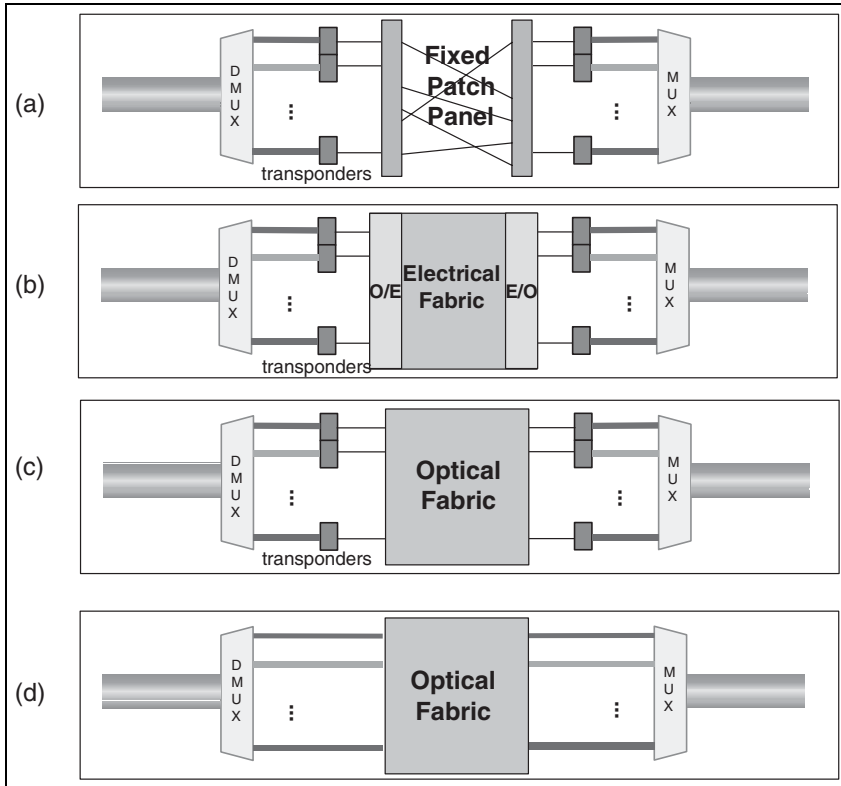 (a)
D
M
U
X
transponders
Fixed
Patch
Panel
M
U
X
(b)
D
M
U
X
transponders
O/E
Electrical
Fabric
E/O
M
U
X
(c)
D
M
U
X
transponders
Optical
Fabric
M
U
X
(d)
D
M
U
X
Optical
Fabric
M
U
X